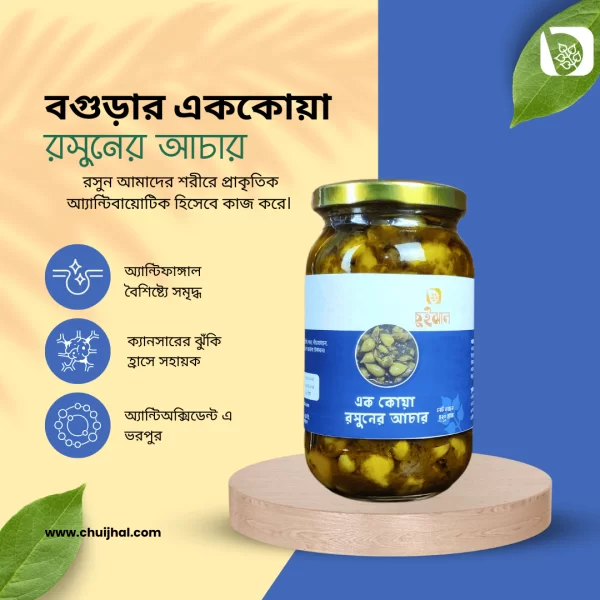 বগুড়ার এককোয়া
রসুনের আচার
রসুন আমাদের শরীরে প্রাকৃতিক
অ্যান্টিবায়োটিক হিসেবে কাজ করে।
অ্যান্টিফাঙ্গাল
বৈশিষ্ট্যে সমৃদ্ধ
ক্যানসারের ঝুঁকি
হ্রাসে সহায়ক
অ্যান্টিঅক্সিডেন্ট এ
ভরপুর
চুইঝাল
এক কোয়া
রসুনের আচার
www.chuijhal.com